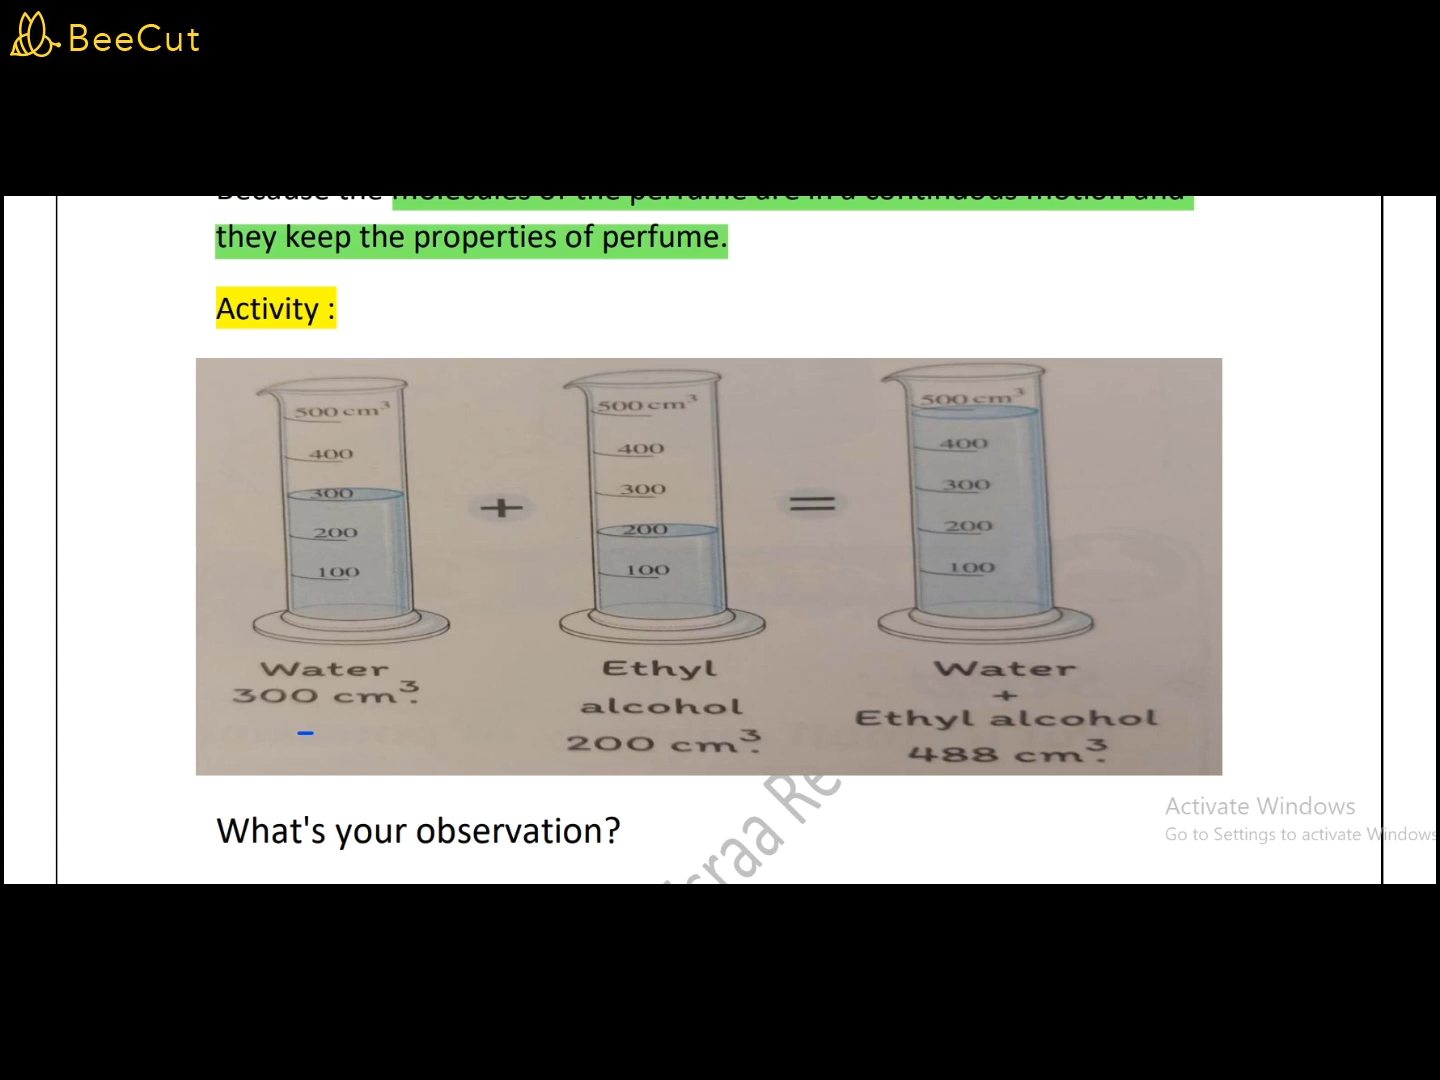 BeeCut
Because the molecules of the perfume are in a continuous motion and
they keep the properties of perfume.
Activity :
500 cm³
400
300
200
100
+
500 cm³
400
300
200
100
=
500 cm³
400
300
200
100
Water
300 cm³.
Ethyl
alcohol
200 cm³.
Water
+
Ethyl alcohol
488 cm³.
What's your observation?
Activate Windows
Go to Settings to activate Windows